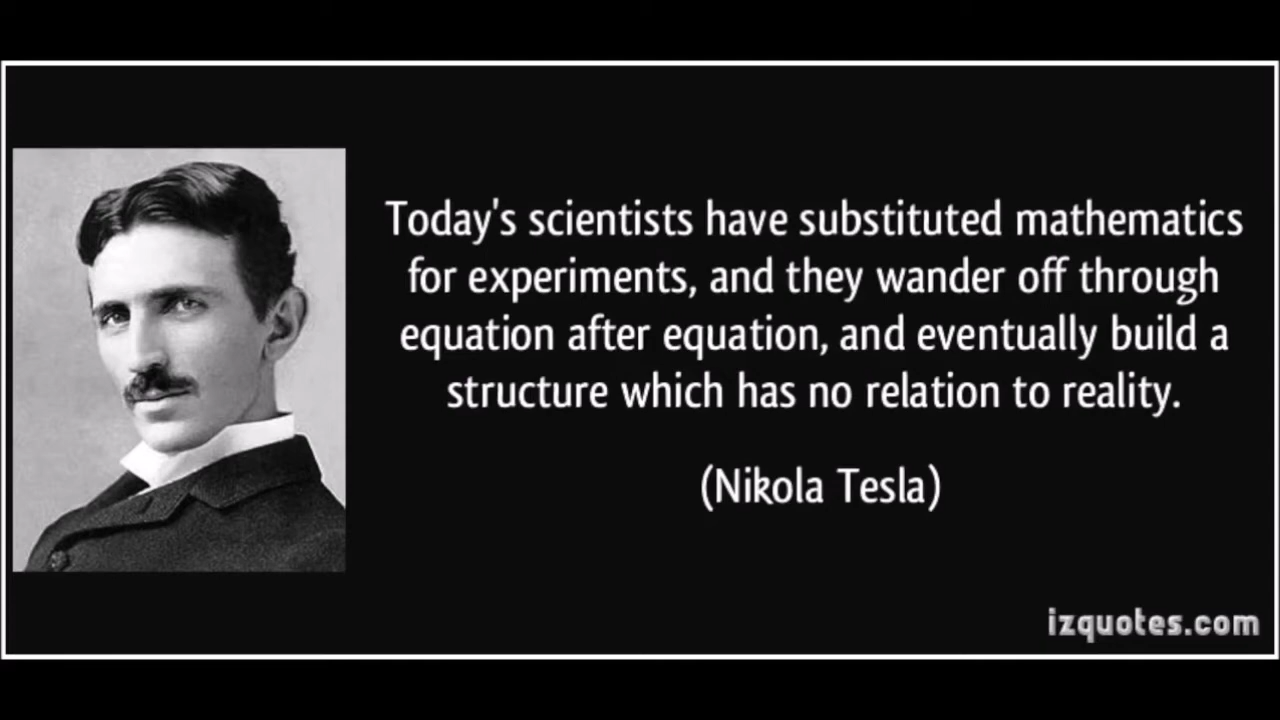 Today's scientists have substituted mathematics
for experiments, and they wander off through
equation after equation, and eventually build a
structure which has no relation to reality.
(Nikola Tesla)
izquotes.com